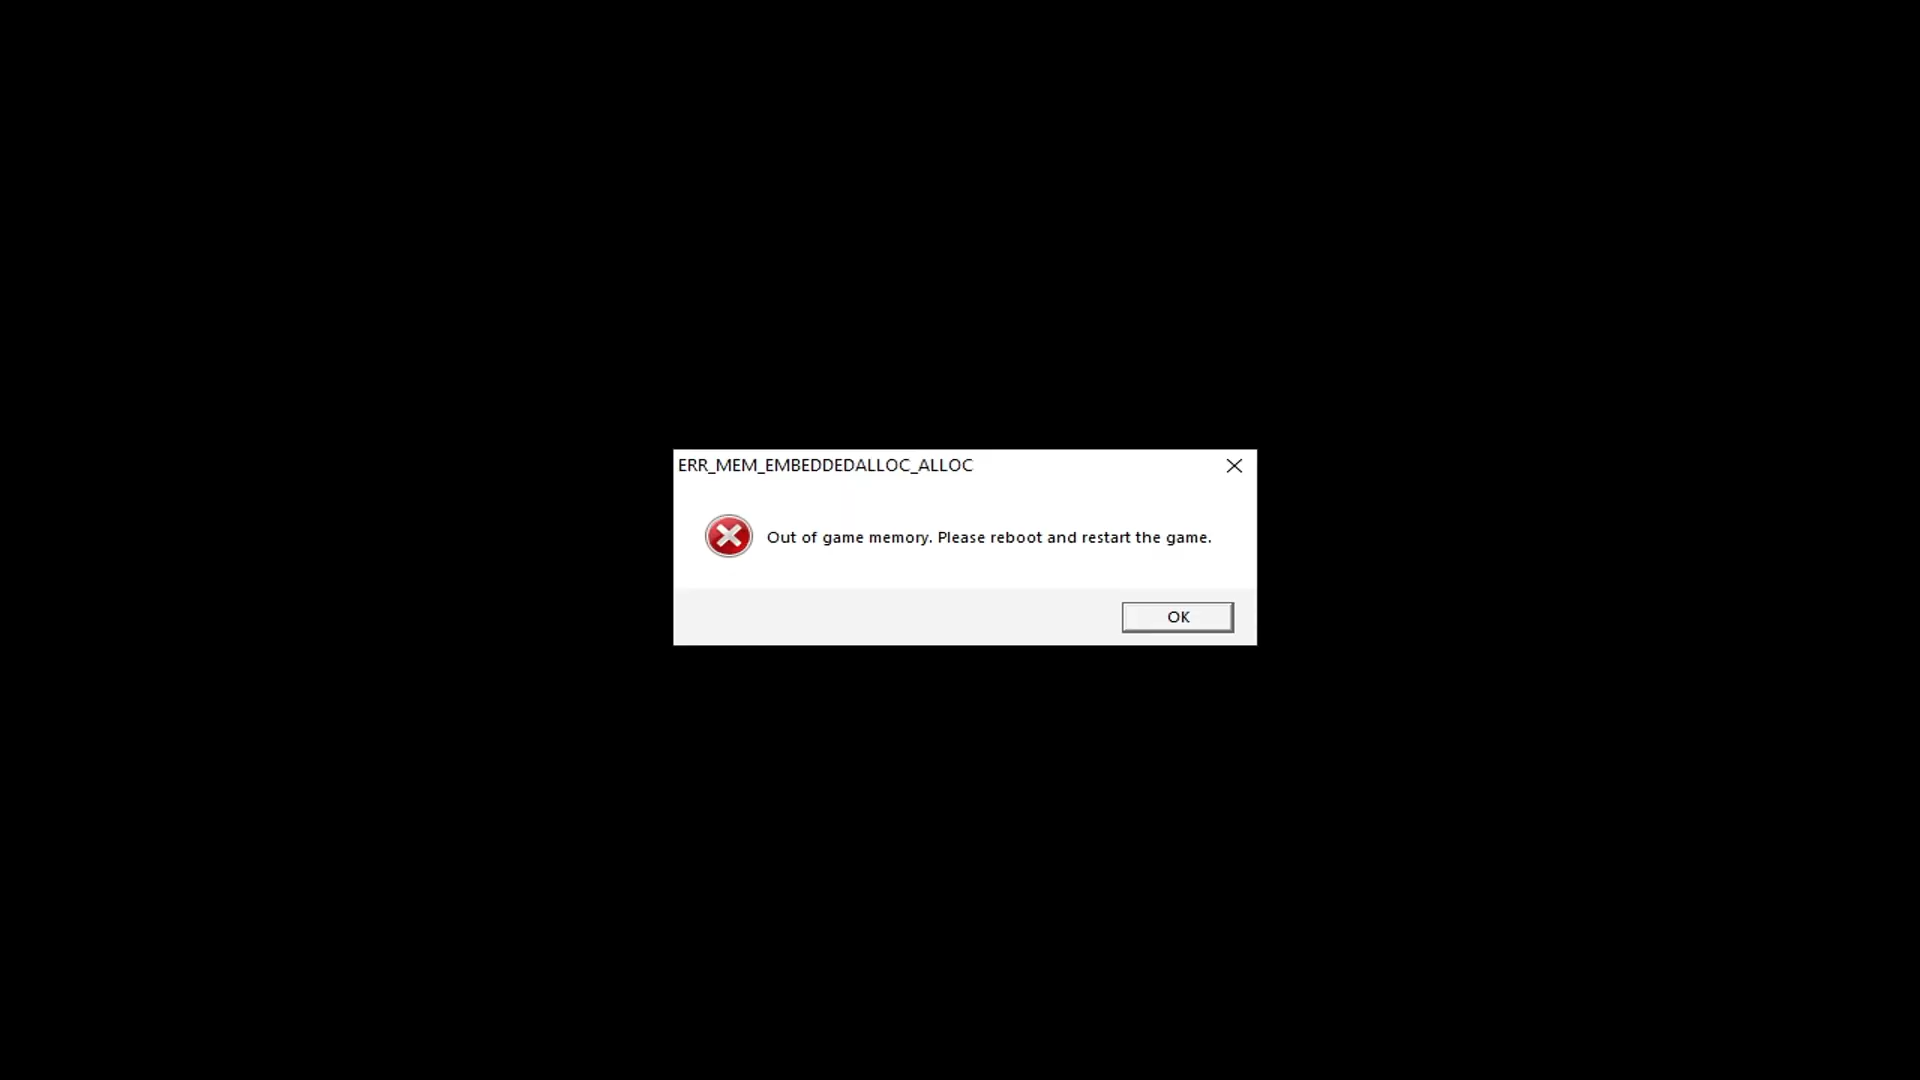 ERR_MEM_EMBEDDEDALLOC_ALLOC
Out of game memory. Please reboot and restart the game.
OK